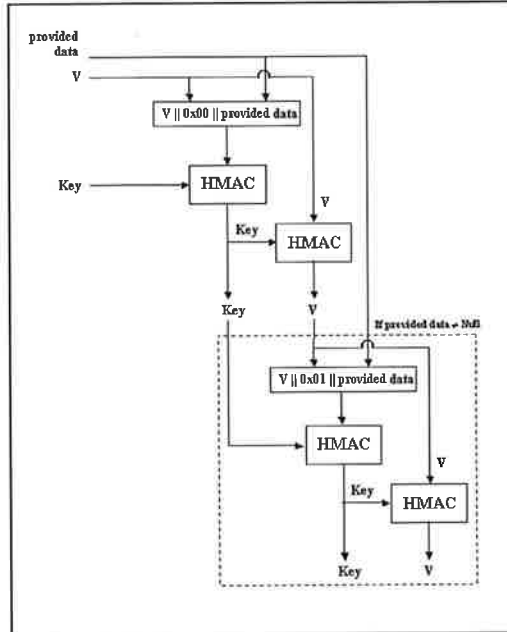 provided
data
V
V || 0x00 || provided data
Key
HMAC
V
Key
HMAC
Key
V
If provided data ≠ Null
V || 0x01 || provided data
HMAC
V
Key
HMAC
Key
V